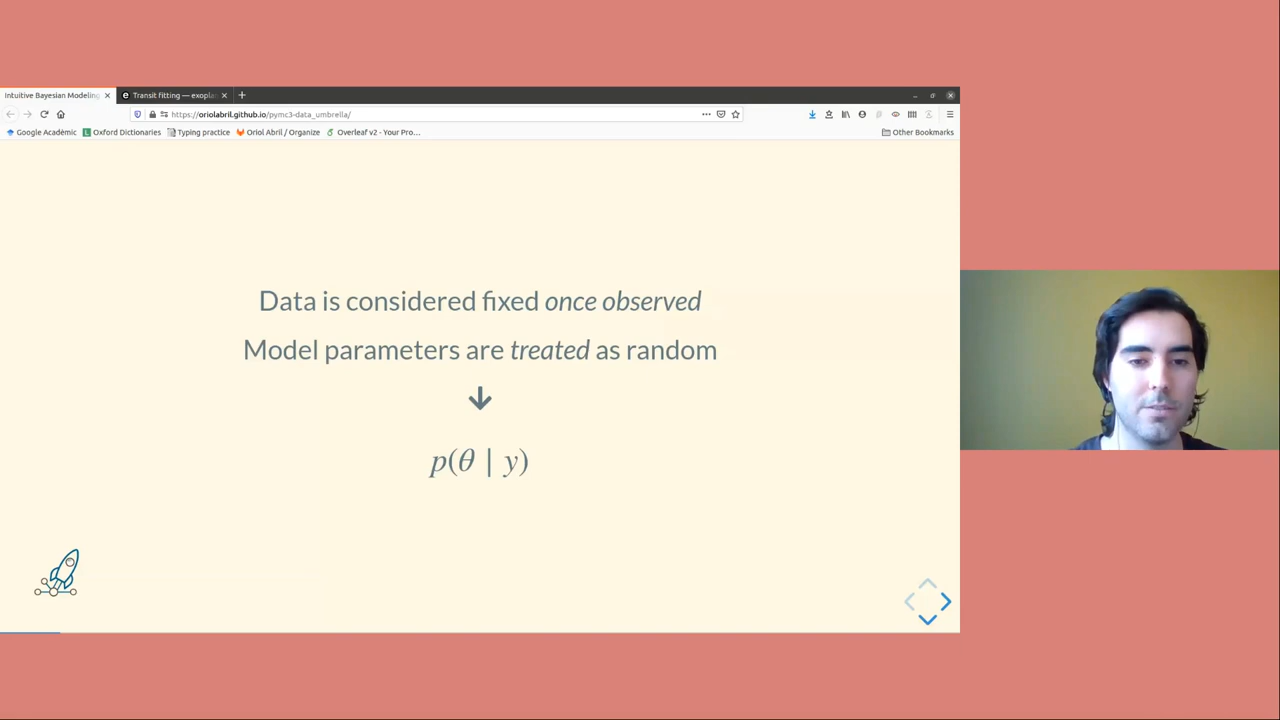 Intuitive Bayesian Modeling
Transit fitting — exopla
https://oriolabril.github.io/pymc3-data_umbrella/
Google Acadèmic
Oxford Dictionaries
Typing practice
Oriol Abril / Organize
Overleaf v2 - Your Pro…
Other Bookmarks
Data is considered fixed once observed
Model parameters are treated as random
p(θ | y)